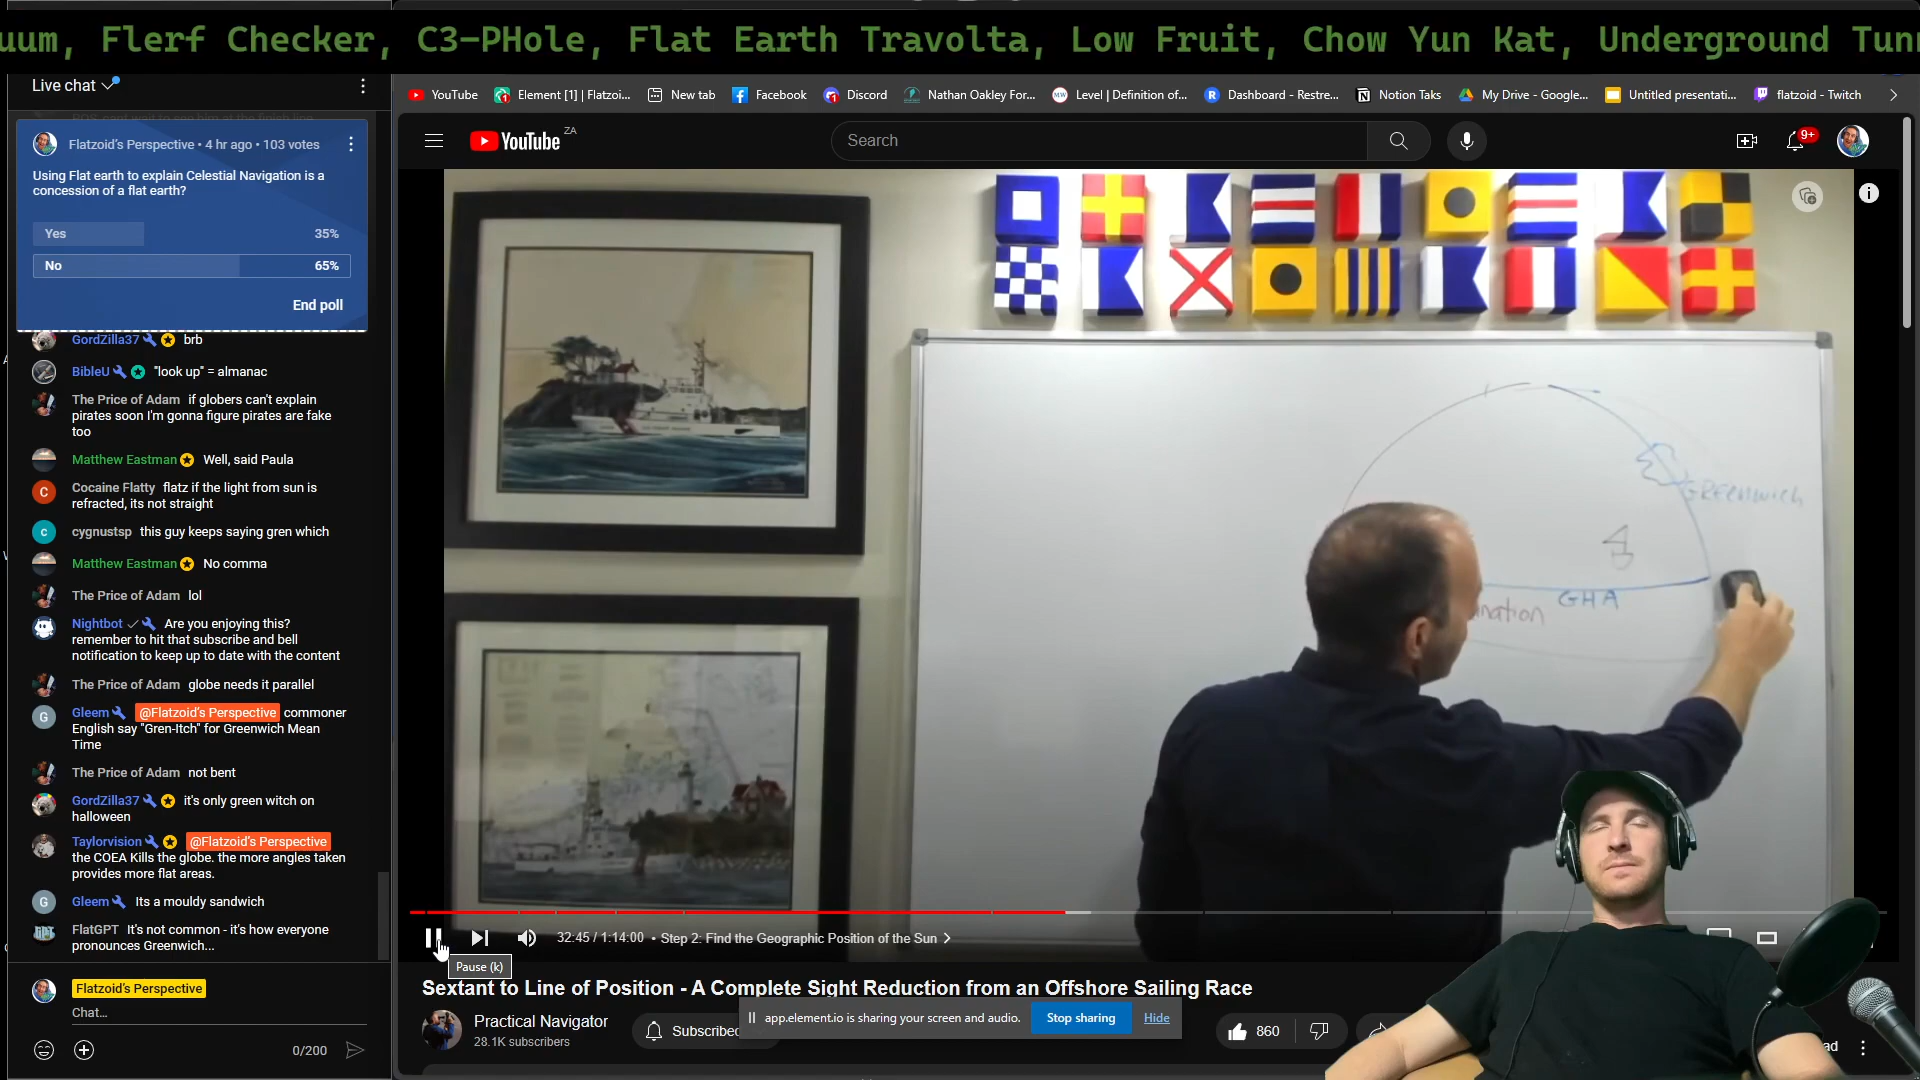 uum, Flerf Checker, C3-PHole, Flat Earth Travolta, Low Fruit, Chow Yun Kat, Underground Tun
Live chat
Flatzoid's Perspective • 4 hr ago • 103 votes
Using Flat earth to explain Celestial Navigation is a
concession of a flat earth?
Yes 35%
No 65%
End poll
GordZilla37 brb
BibleU "look up" = almanac
The Price of Adam if globers can't explain
pirates soon I'm gonna figure pirates are fake
too
Matthew Eastman Well, said Paula
Cocaine Flatty flatz if the light from sun is
refracted, its not straight
cygnustsp this guy keeps saying gren which
Matthew Eastman No comma
The Price of Adam lol
Nightbot Are you enjoying this?
remember to hit that subscribe and bell
notification to keep up to date with the content
The Price of Adam globe needs it parallel
Gleem @Flatzoid's Perspective commoner
English say "Gren-Itch" for Greenwich Mean
Time
The Price of Adam not bent
GordZilla37 it's only green witch on
halloween
Taylorvision @Flatzoid's Perspective
the COEA Kills the globe. the more angles taken
provides more flat areas.
Gleem Its a mouldy sandwich
FlatGPT It's not common - it's how everyone
pronounces Greenwich...
Flatzoid's Perspective
Chat...
0/200
YouTube Element [1] | Flatzoi... New tab Facebook Discord Nathan Oakley For... Level | Definition of... Dashboard - Restre... Notion Taks My Drive - Google... Untitled presentati... flatzoid - Twitch
YouTube ZA
Search
9+
GREENWICH
GHA
nation
32:45 / 1:14:00 • Step 2: Find the Geographic Position of the Sun
Pause (k)
Sextant to Line of Position - A Complete Sight Reduction from an Offshore Sailing Race
Practical Navigator
28.1K subscribers
Subscribed
app.element.io is sharing your screen and audio. Stop sharing Hide
860
ad